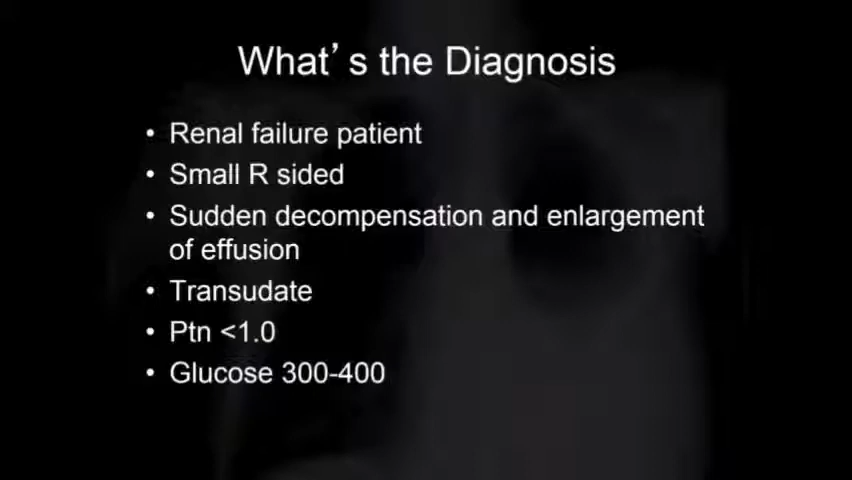 What's the Diagnosis
• Renal failure patient
• Small R sided
• Sudden decompensation and enlargement
of effusion
• Transudate
• Ptn <1.0
• Glucose 300-400